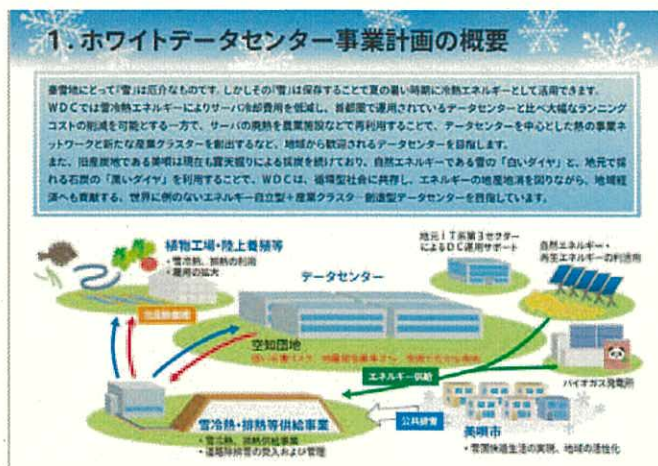 1.ホワイトデータセンター事業計画の概要
豪雪地にとって『雪』は厄介なものです。しかしその『雪』は保存することで夏の暑い時期に冷熱エネルギーとして活用できます。
WDCでは雪冷熱エネルギーによりサーバ冷却費用を低減し、首都圏で運用されているデータセンターと比べ大幅なランニング
コストの削減を可能とする一方で、サーバの廃熱を農業施設などで再利用することで、データセンターを中心とした熱の事業ネッ
トワークと新たな産業クラスターを創出するなど、地域から歓迎されるデータセンターを目指します。
また、旧産炭地である美唄は現在も露天掘りによる採炭を続けており、自然エネルギーである雪の「白いダイヤ」と、地元で採
れる石炭の「黒いダイヤ」を利用することで、WDCは、循環型社会に共存し、エネルギーの地産地消を図りながら、地域経
済へも貢献する、世界に例のないエネルギー自立型+産業クラスター創造型データセンターを目指しています。
植物工場・陸上養殖等
・雪冷熱、排熱の利用
・雇用の拡大
データセンター
地元IT系第3セクター
によるDC運用サポート
自然エネルギー・
再生エネルギーの利活用
空知団地
エネルギー供給
バイオガス発電所
雪冷熱・排熱等供給事業
・雪冷熱、排熱供給事業
・道路除排雪の受入および管理
公共排雪
美唄市
・雪国快適生活の実現、地域の活性化